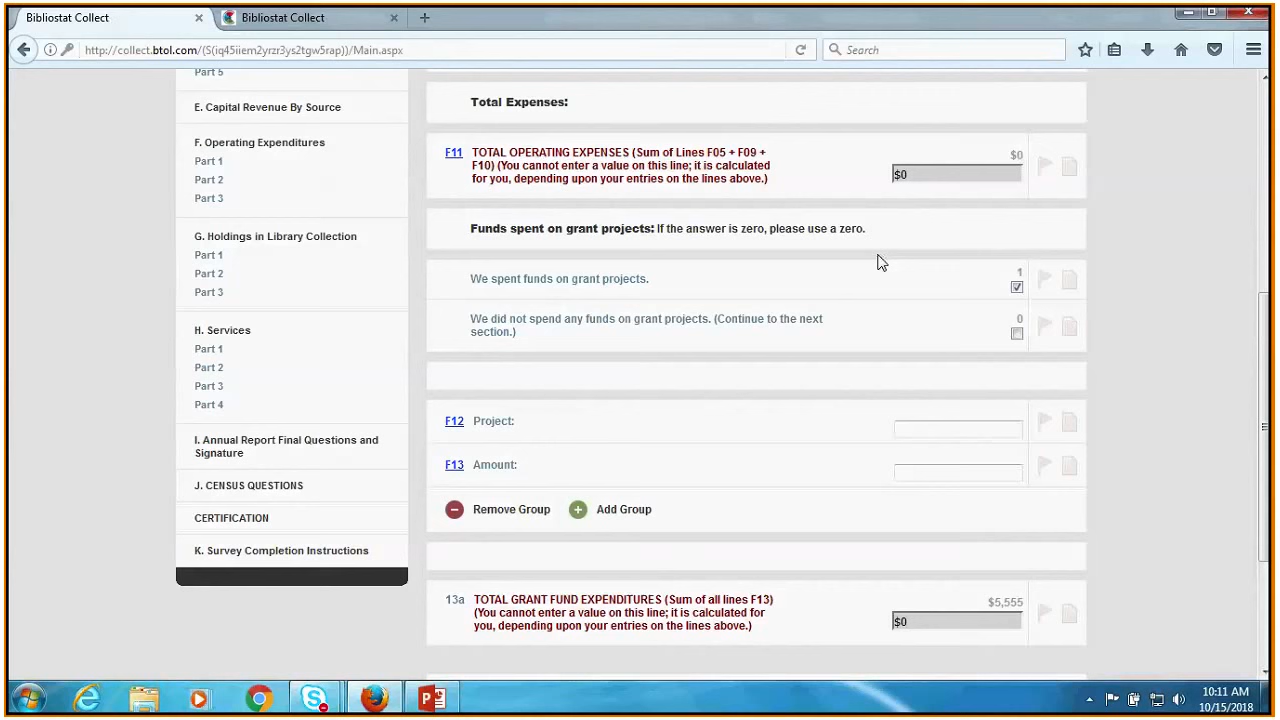 Bibliostat Collect
Bibliostat Collect
http://collect.btol.com/(S(iq45iiem2yrzr3ys2tgw5rap))/Main.aspx
Search
Part 5
E. Capital Revenue By Source
F. Operating Expenditures
Part 1
Part 2
Part 3
G. Holdings in Library Collection
Part 1
Part 2
Part 3
H. Services
Part 1
Part 2
Part 3
Part 4
I. Annual Report Final Questions and
Signature
J. CENSUS QUESTIONS
CERTIFICATION
K. Survey Completion Instructions
Total Expenses:
F11 TOTAL OPERATING EXPENSES (Sum of Lines F05 + F09 +
F10) (You cannot enter a value on this line; it is calculated
for you, depending upon your entries on the lines above.)
$0
$0
Funds spent on grant projects: If the answer is zero, please use a zero.
We spent funds on grant projects.
1
We did not spend any funds on grant projects. (Continue to the next
section.)
0
F12 Project:
F13 Amount:
Remove Group Add Group
13a TOTAL GRANT FUND EXPENDITURES (Sum of all lines F13)
(You cannot enter a value on this line; it is calculated for
you, depending upon your entries on the lines above.)
$5,555
$0
10:11 AM
10/15/2018